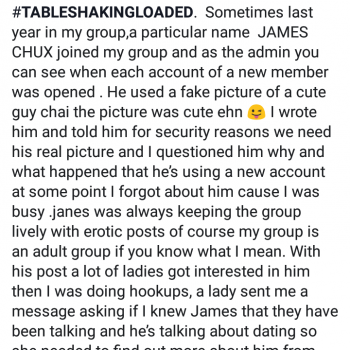 #TABLESHAKINGLOADED.  Sometimes last
year in my group,a particular name  JAMES
CHUX joined my group and as the admin you
can see when each account of a new member
was opened . He used a fake picture of a cute
guy chai the picture was cute ehn 😜 I wrote
him and told him for security reasons we need
his real picture and I questioned him why and
what happened that he’s using a new account
at some point I forgot about him cause I was
busy .janes was always keeping the group
lively with erotic posts of course my group is
an adult group if you know what I mean. With
his post a lot of ladies got interested in him
then I was doing hookups, a lady sent me a
message asking if I knew James that they have
been talking and he’s talking about dating so